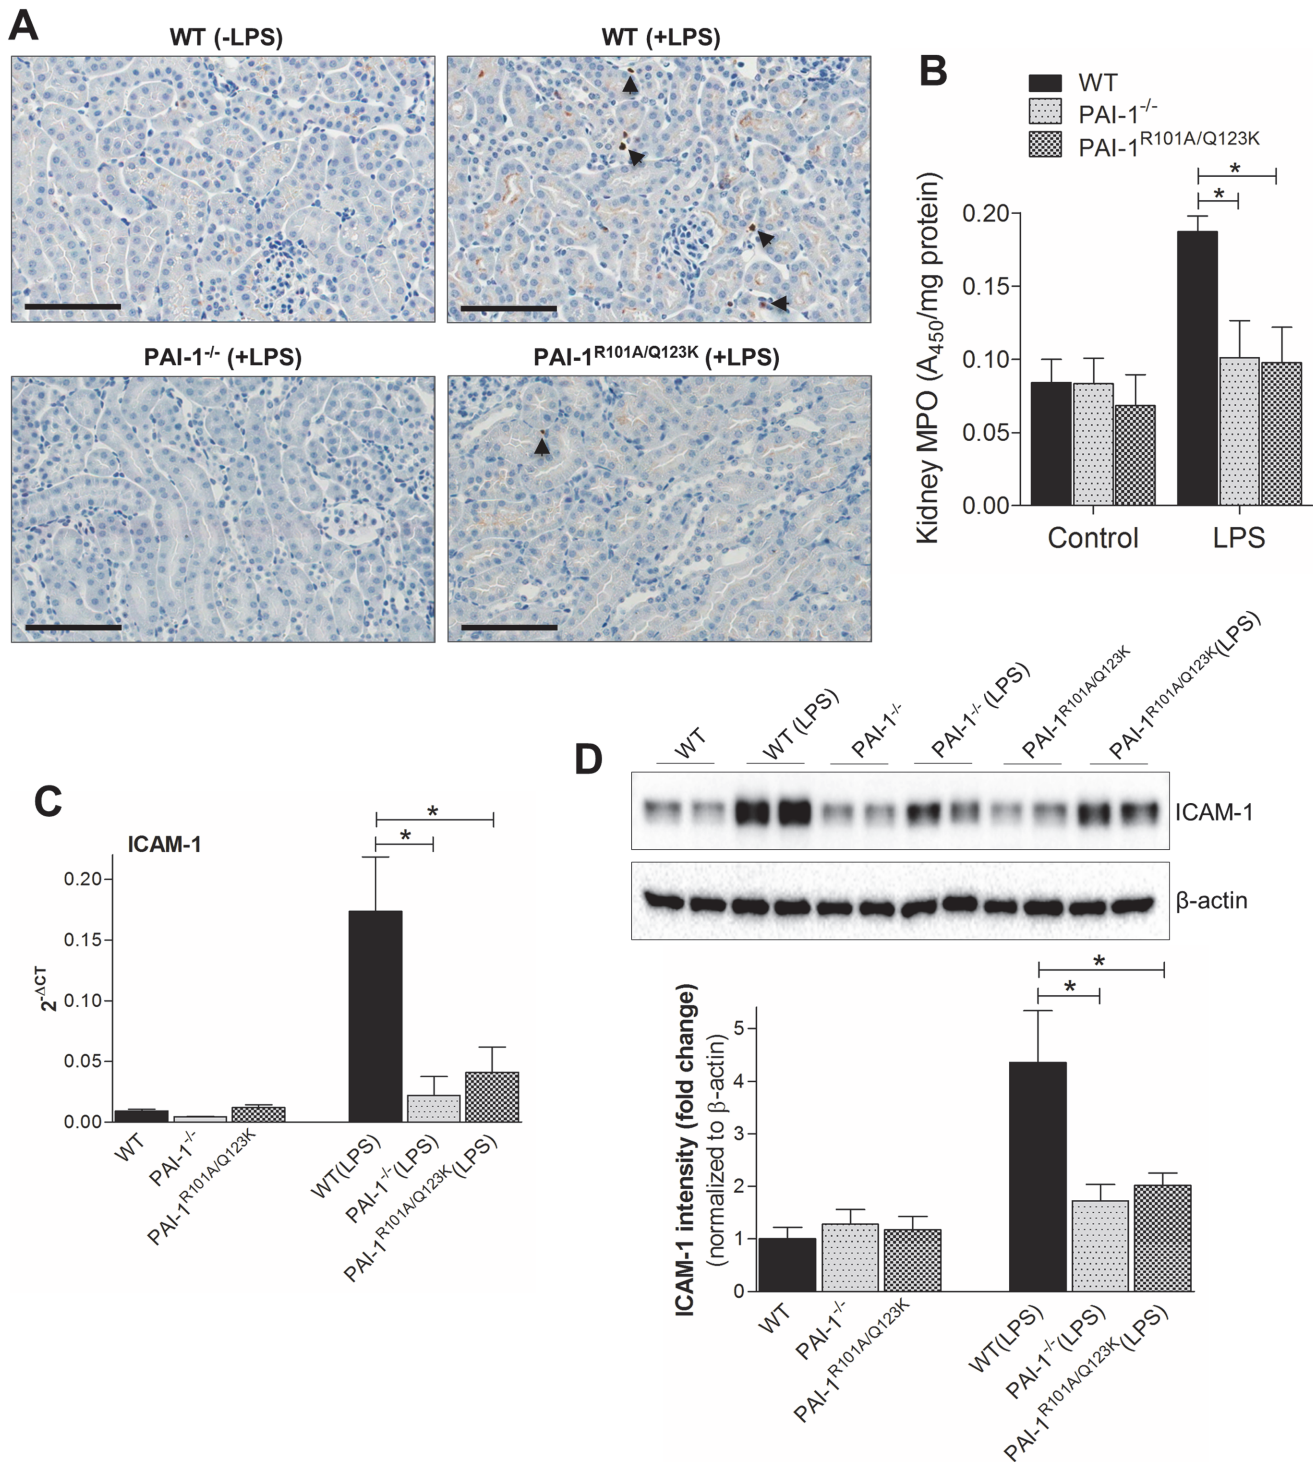 A
WT (-LPS)
WT (+LPS)
PAI-1-/- (+LPS)
PAI-1R101A/Q123K (+LPS)
B
WT
PAI-1-/-
PAI-1R101A/Q123K
*
*
Kidney MPO (A450/mg protein)
0.20
0.15
0.10
0.05
0.00
Control
LPS
C
ICAM-1
*
*
2-ΔCT
0.20
0.15
0.10
0.05
0.00
WT
PAI-1-/-
PAI-1R101A/Q123K
WT(LPS)
PAI-1-/-(LPS)
PAI-1R101A/Q123K(LPS)
D
WT
WT (LPS)
PAI-1-/-
PAI-1-/- (LPS)
PAI-1R101A/Q123K
PAI-1R101A/Q123K(LPS)
ICAM-1
β-actin
*
*
ICAM-1 intensity (fold change)
(normalized to β-actin)
5
4
3
2
1
0
WT
PAI-1-/-
PAI-1R101A/Q123K
WT(LPS)
PAI-1-/-(LPS)
PAI-1R101A/Q123K(LPS)